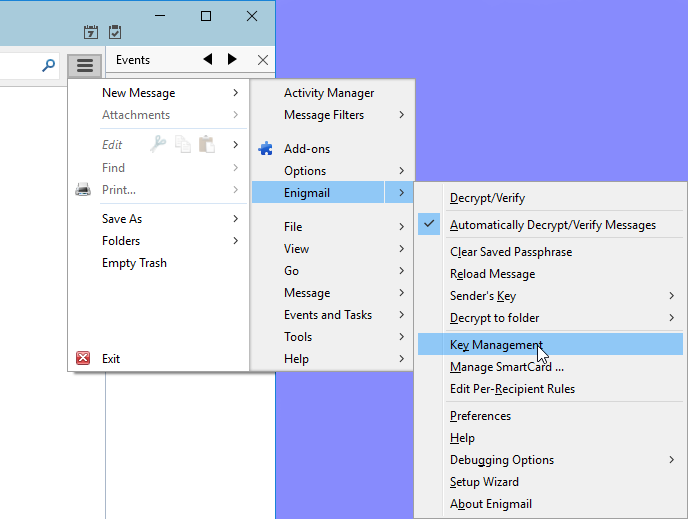 7
Events
New Message
Attachments
Edit
Find
Print...
Save As
Folders
Empty Trash
Exit
Activity Manager
Message Filters
Add-ons
Options
Enigmail
File
View
Go
Message
Events and Tasks
Tools
Help
Decrypt/Verify
Automatically Decrypt/Verify Messages
Clear Saved Passphrase
Reload Message
Sender's Key
Decrypt to folder
Key Management
Manage SmartCard ...
Edit Per-Recipient Rules
Preferences
Help
Debugging Options
Setup Wizard
About Enigmail